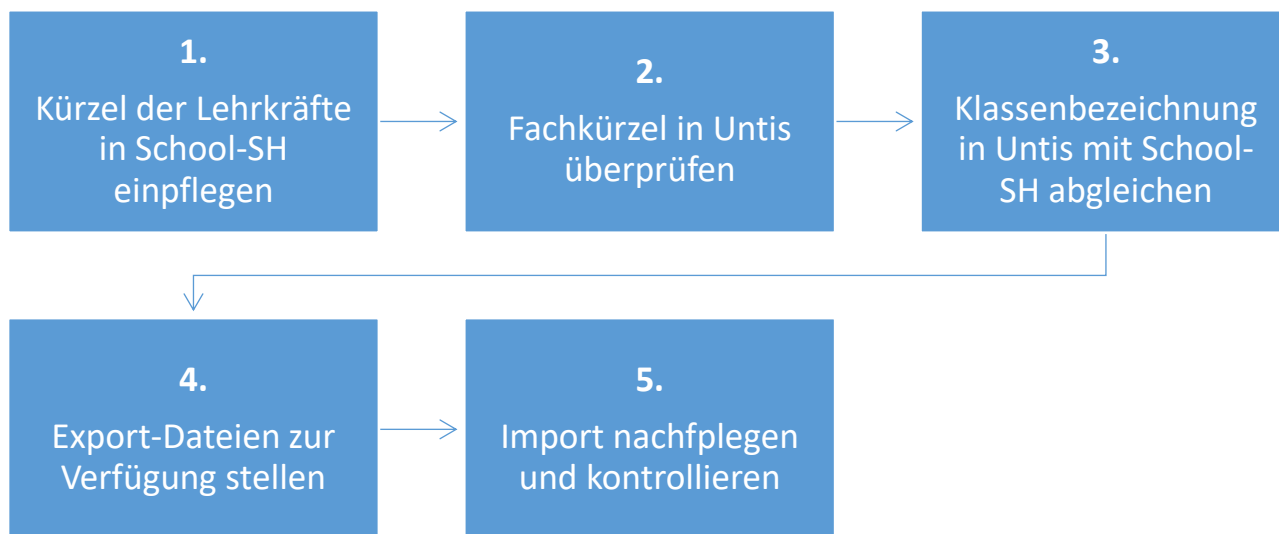 1.
Kürzel der Lehrkräfte
in School-SH
einpflegen
2.
Fachkürzel in Untis
überprüfen
3.
Klassenbezeichnung
in Untis mit School-
SH abgleichen
4.
Export-Dateien zur
Verfügung stellen
5.
Import nachfplegen
und kontrollieren